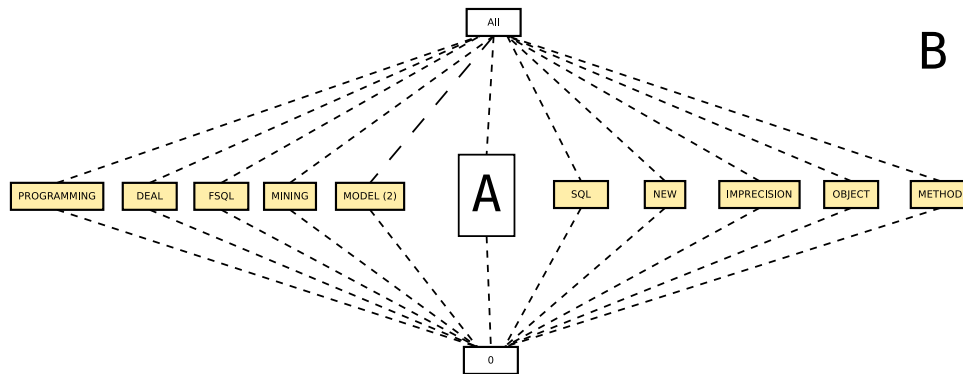 All
B
PROGRAMMING
DEAL
FSQL
MINING
MODEL (2)
A
SQL
NEW
IMPRECISION
OBJECT
METHOD
0